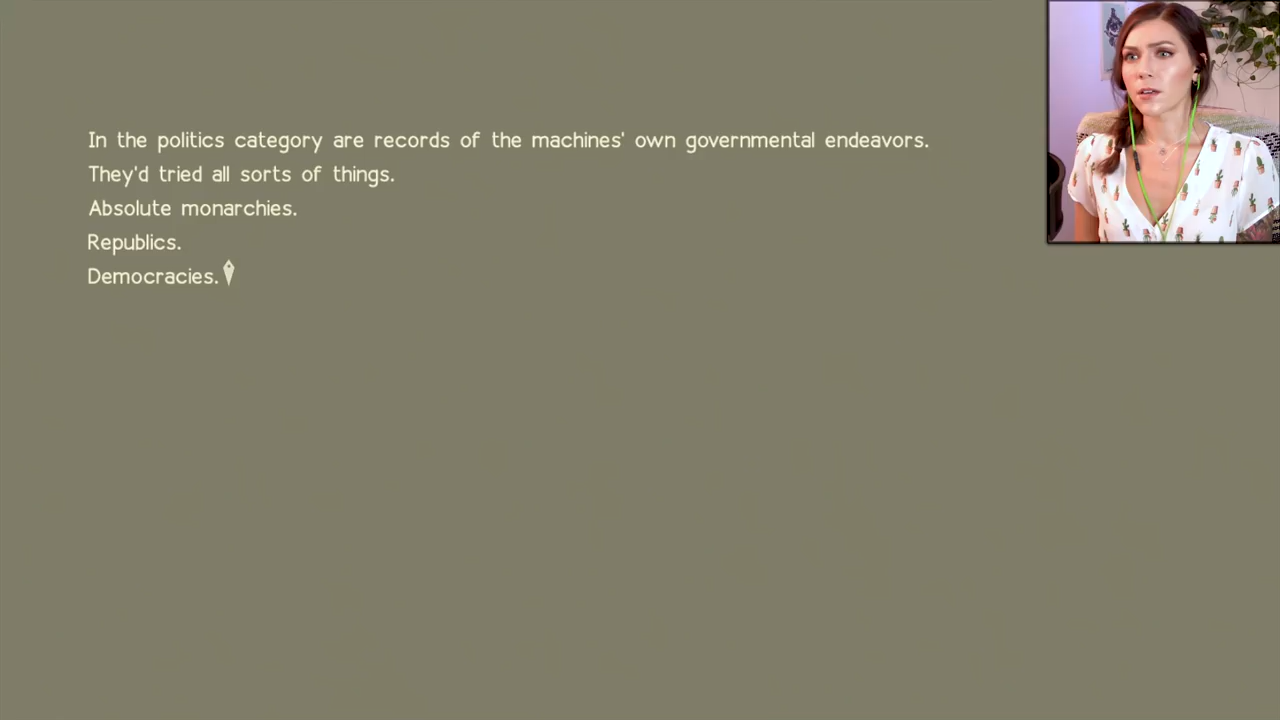 In the politics category are records of the machines' own governmental endeavors.
They'd tried all sorts of things.
Absolute monarchies.
Republics.
Democracies.